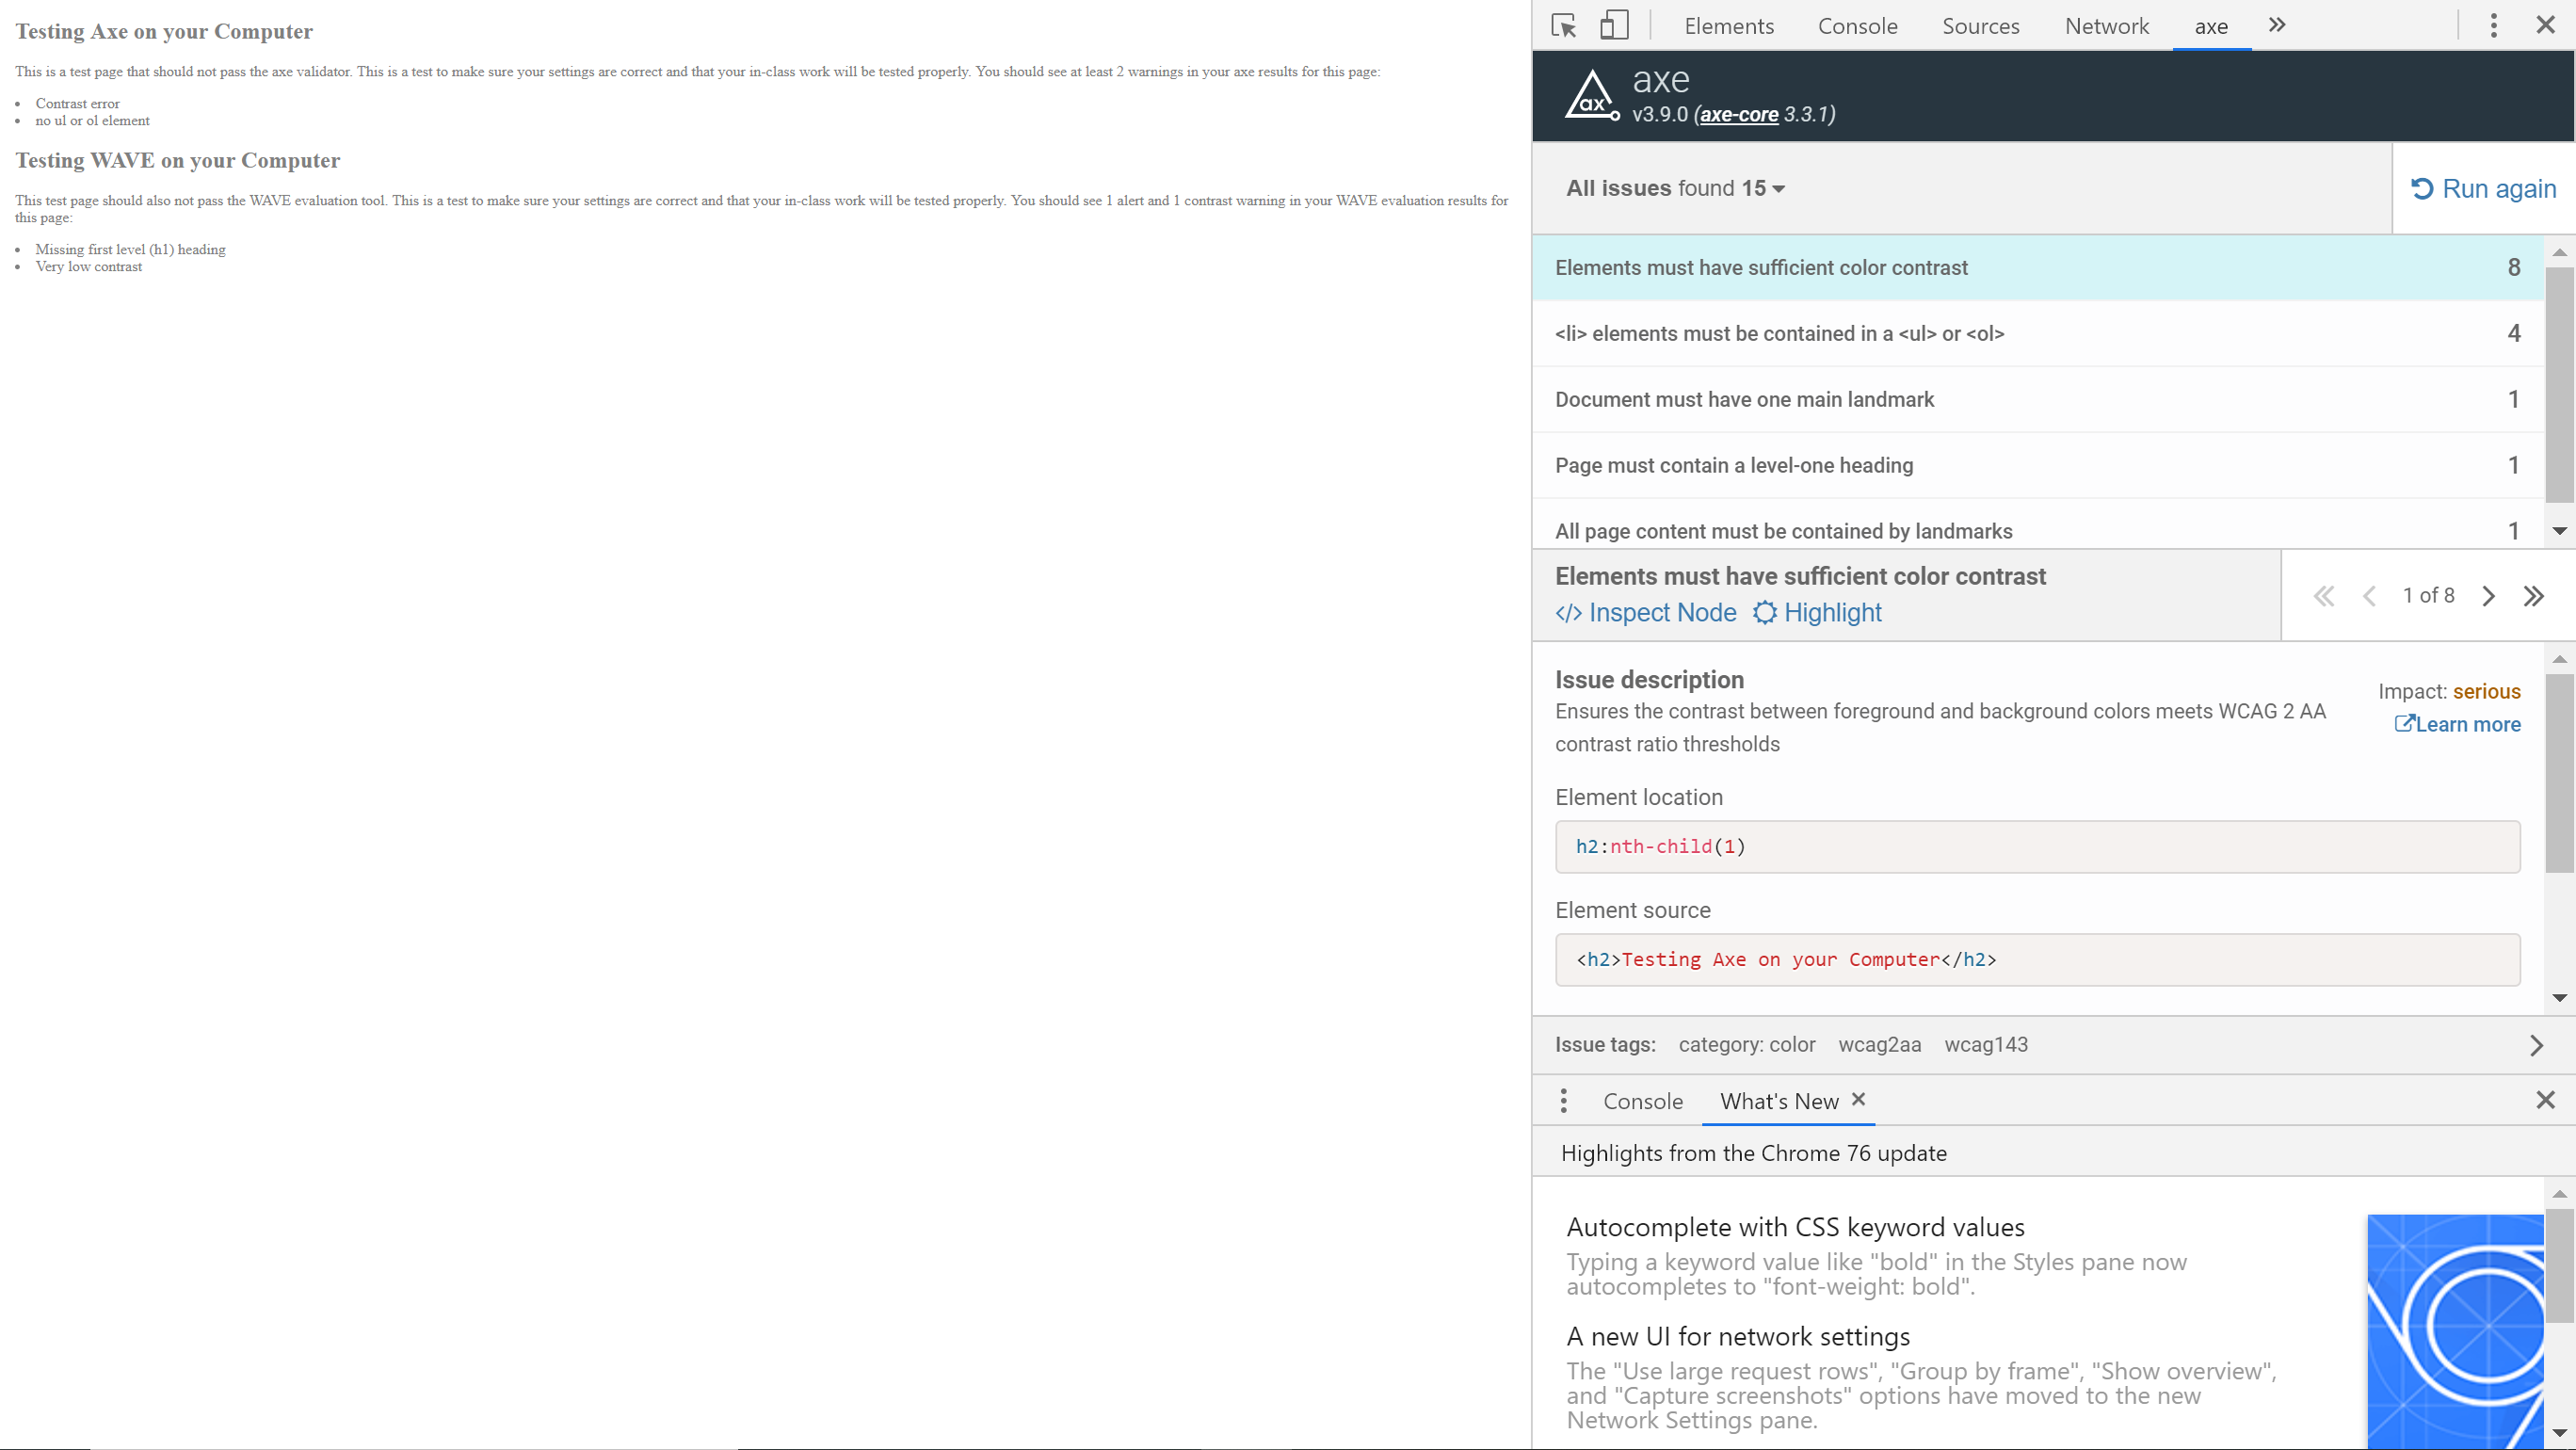 Testing Axe on your Computer
This is a test page that should not pass the axe validator. This is a test to make sure your settings are correct and that your in-class work will be tested properly. You should see at least 2 warnings in your axe results for this page:
• Contrast error
• no ul or ol element
Testing WAVE on your Computer
This test page should also not pass the WAVE evaluation tool. This is a test to make sure your settings are correct and that your in-class work will be tested properly. You should see 1 alert and 1 contrast warning in your WAVE evaluation results for
this page:
• Missing first level (h1) heading
• Very low contrast
Elements Console Sources Network axe »
ax
axe
v3.9.0 (axe-core 3.3.1)
All issues found 15
Run again
Elements must have sufficient color contrast 8
<li> elements must be contained in a <ul> or <ol> 4
Document must have one main landmark 1
Page must contain a level-one heading 1
All page content must be contained by landmarks 1
Elements must have sufficient color contrast
</> Inspect Node Highlight
1 of 8
Issue description
Impact: serious
Ensures the contrast between foreground and background colors meets WCAG 2 AA
contrast ratio thresholds
Learn more
Element location
h2:nth-child(1)
Element source
<h2>Testing Axe on your Computer</h2>
Issue tags: category: color wcag2aa wcag143
Console What's New
Highlights from the Chrome 76 update
Autocomplete with CSS keyword values
Typing a keyword value like "bold" in the Styles pane now
autocompletes to "font-weight: bold".
A new UI for network settings
The "Use large request rows", "Group by frame", "Show overview",
and "Capture screenshots" options have moved to the new
Network Settings pane.